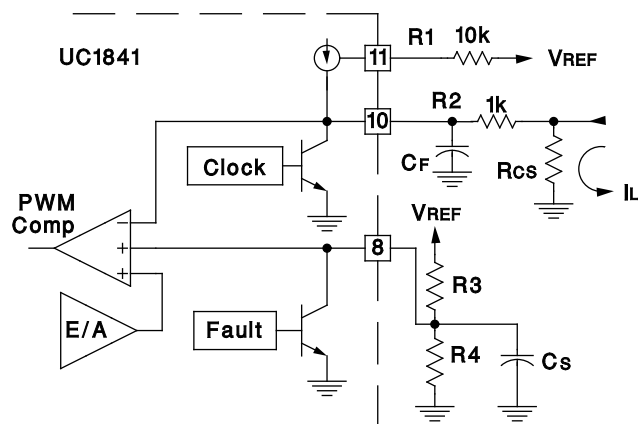 UC1841
11
R1
10k
VREF
10
R2
1k
Clock
CF
RCS
IL
PWM
Comp
−
+
+
8
VREF
R3
E/A
Fault
R4
CS